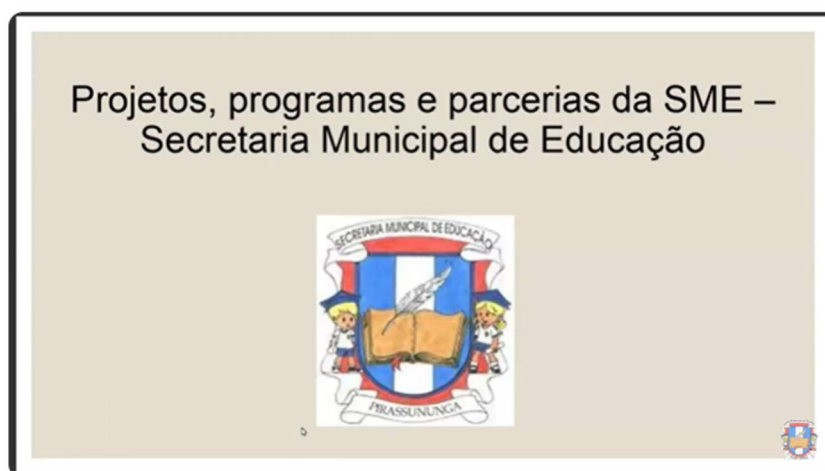 Projetos, programas e parcerias da SME –
Secretaria Municipal de Educação
SECRETARIA MUNICIPAL DE EDUCAÇÃO
PIRASSUNUNGA